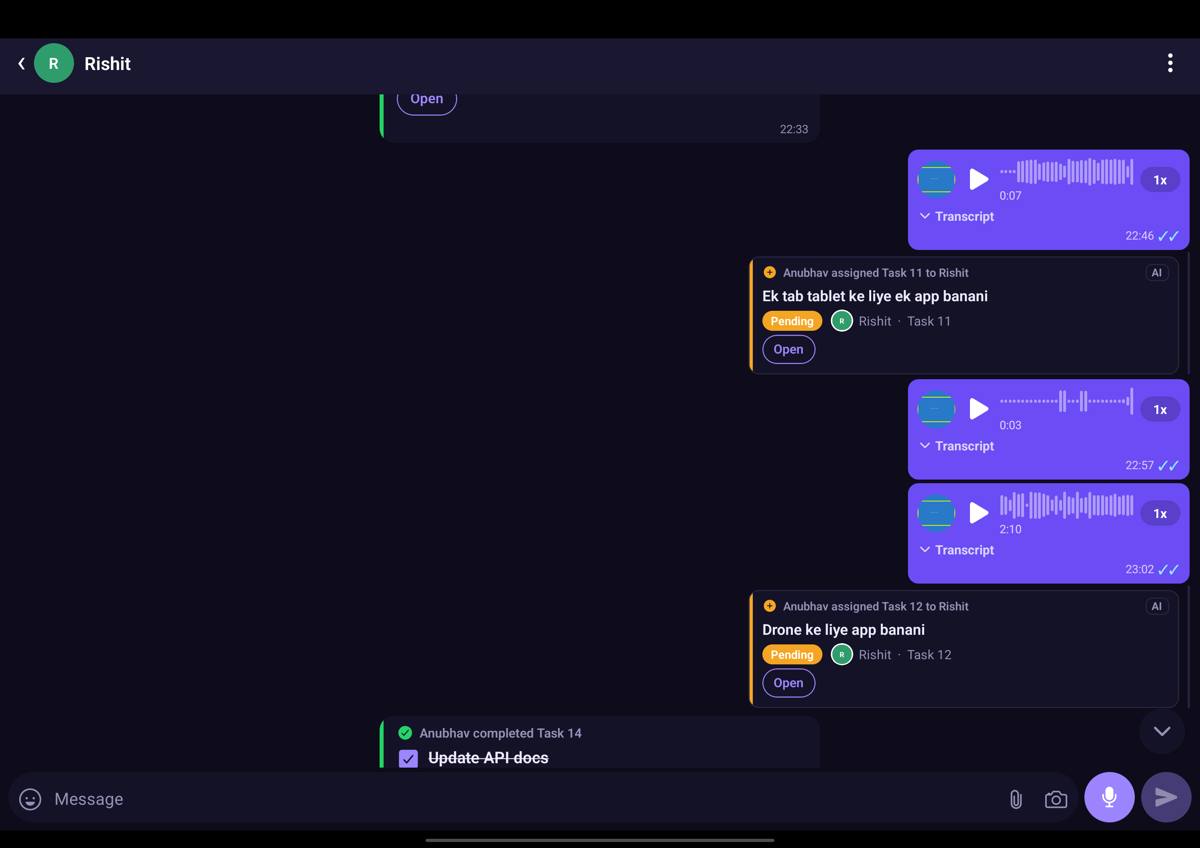 R Rishit
Open
22:33
1x
0:07
Transcript
22:46
Anubhav assigned Task 11 to Rishit AI
Ek tab tablet ke liye ek app banani
Pending R Rishit · Task 11
Open
1x
0:03
Transcript
22:57
1x
2:10
Transcript
23:02
Anubhav assigned Task 12 to Rishit AI
Drone ke liye app banani
Pending R Rishit · Task 12
Open
Anubhav completed Task 14
Update API docs
Message